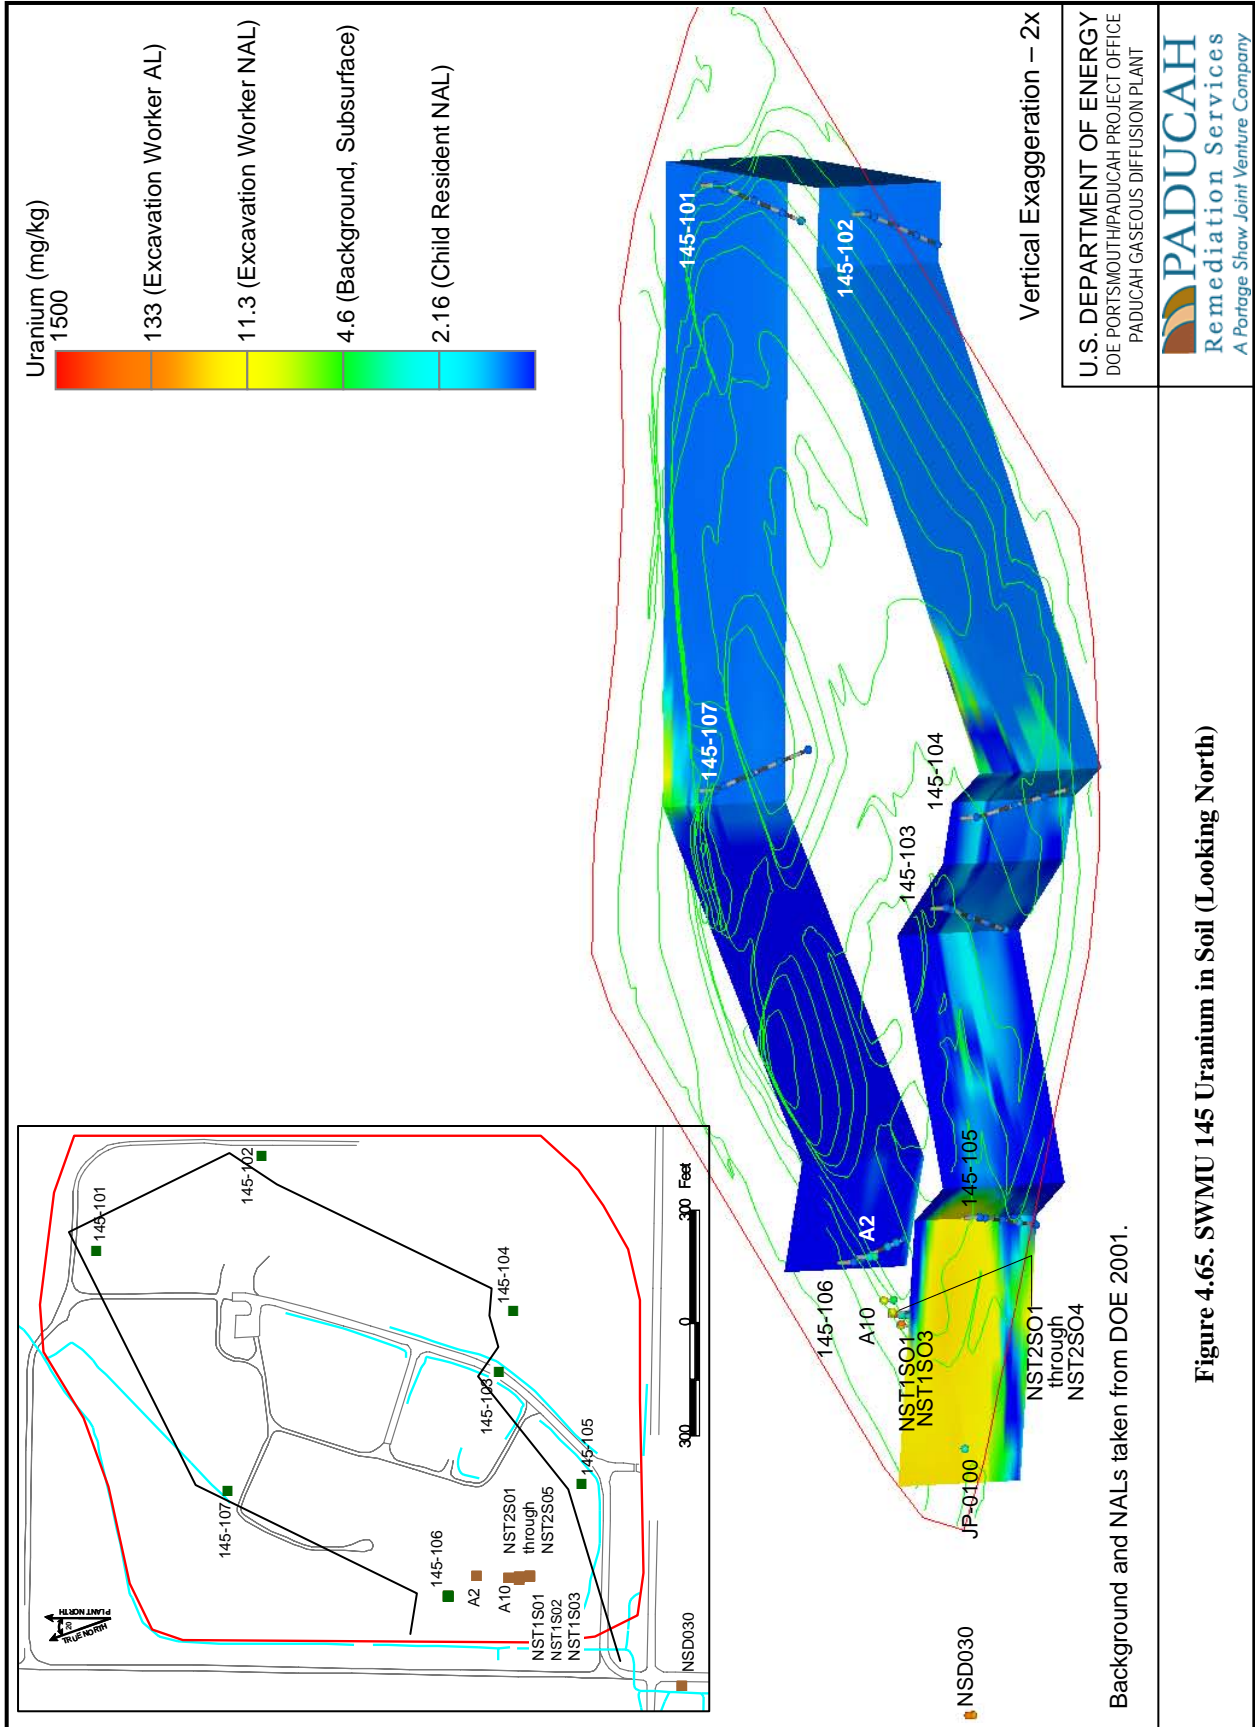 Uranium (mg/kg)
1500
133 (Excavation Worker AL)
11.3 (Excavation Worker NAL)
4.6 (Background, Subsurface)
2.16 (Child Resident NAL)
PLANT NORTH
TRUE NORTH
20
145-101
145-102
145-107
145-104
145-103
145-105
145-106
A2
A10
NST2S01
through
NST2S05
NST1S01
NST1S02
NST1S03
NSD030
300
0
300 Feet
145-101
145-102
145-107
145-104
145-103
145-105
A2
145-106
A10
NST1SO1
NST1SO3
NST2SO1
through
NST2SO4
JP-0100
NSD030
Vertical Exaggeration – 2x
Background and NALs taken from DOE 2001.
U.S. DEPARTMENT OF ENERGY
DOE PORTSMOUTH/PADUCAH PROJECT OFFICE
PADUCAH GASEOUS DIFFUSION PLANT
PADUCAH
Remediation Services
A Portage Shaw Joint Venture Company
Figure 4.65. SWMU 145 Uranium in Soil (Looking North)